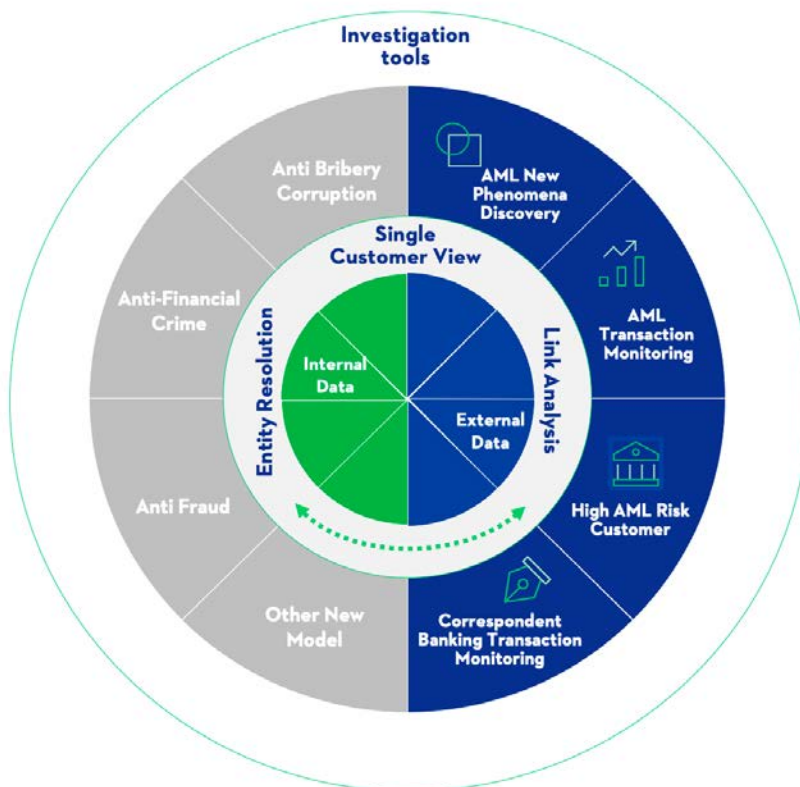 Investigation
tools
Anti Bribery
Corruption
AML New
Phenomena
Discovery
Single
Customer View
Anti-Financial
Crime
AML
Transaction
Monitoring
Entity Resolution
Internal
Data
Link Analysis
External
Data
Anti Fraud
High AML Risk
Customer
Other New
Model
Correspondent
Banking Transaction
Monitoring